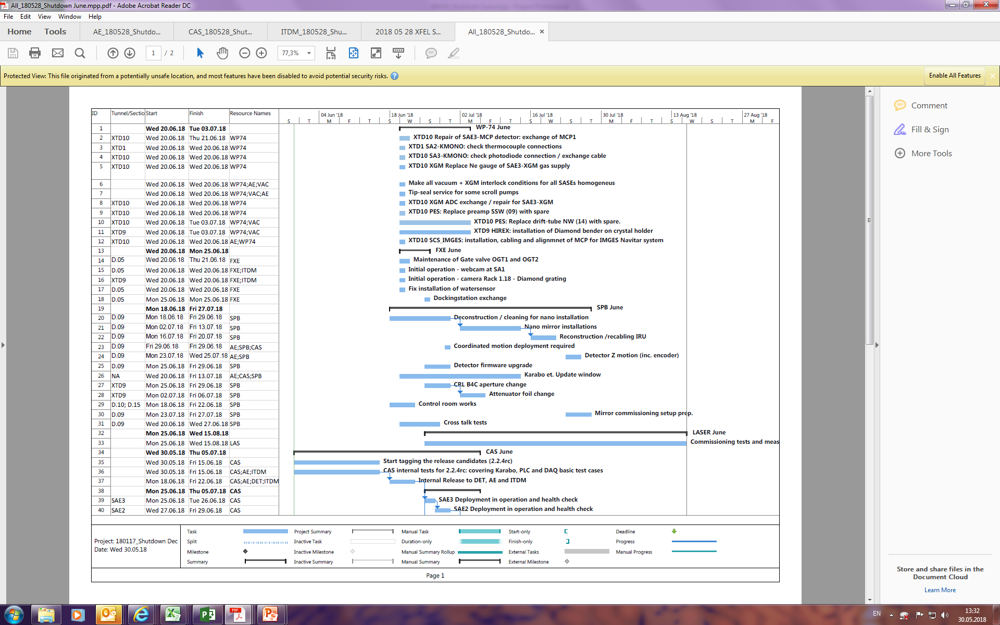 All_180528_Shutdown June.mpp.pdf - Adobe Acrobat Reader DC
File Edit View Window Help
Home Tools AE_180528_Shutdo... CAS_180528_Shut... ITDM_180528_Shu... 2018 05 28 XFEL S... All_180528_Shutdo... ×
1 / 2 77,3%
Protected View: This file originated from a potentially unsafe location, and most features have been disabled to avoid potential security risks. Enable All Features
Comment
Fill & Sign
More Tools
ID Tunnel/Sectio Start Finish Resource Names 04 Jun '18 18 Jun '18 02 Jul '18 16 Jul '18 30 Jul '18 13 Aug '18 27 Aug '18
S T M F T S W S T M F T S W S T M F T S W S T M F
1 Wed 20.06.18 Tue 03.07.18 WP-74 June
2 XTD10 Wed 20.06.18 Thu 21.06.18 WP74 XTD10 Repair of SAE3-MCP detector: exchange of MCP1
3 XTD1 Wed 20.06.18 Wed 20.06.18 WP74 XTD1 SA2-KMONO: check thermocouple connections
4 XTD10 Wed 20.06.18 Wed 20.06.18 WP74 XTD10 SA3-KMONO: check photodiode connection / exchange cable
5 XTD10 Wed 20.06.18 Wed 20.06.18 WP74 XTD10 XGM Replace Ne gauge of SAE3-XGM gas supply
6 Wed 20.06.18 Wed 20.06.18 WP74;AE;VAC Make all vacuum + XGM interlock conditions for all SASEs homogeneus
7 Wed 20.06.18 Wed 20.06.18 WP74;VAC;AE Tip-seal service for some scroll pumps
8 XTD10 Wed 20.06.18 Wed 20.06.18 WP74 XTD10 XGM ADC exchange / repair for SAE3-XGM
9 XTD10 Wed 20.06.18 Wed 20.06.18 WP74 XTD10 PES: Replace preamp SSW (09) with spare
10 XTD10 Wed 20.06.18 Tue 03.07.18 WP74;VAC XTD10 PES: Replace drift-tube NW (14) with spare.
11 XTD9 Wed 20.06.18 Tue 03.07.18 WP74;VAC XTD9 HIREX: installation of Diamond bender on crystal holder
12 XTD10 Wed 20.06.18 Wed 20.06.18 AE;WP74 XTD10 SCS_IMGES: installation, cabling and alignmnet of MCP for IMGES Navitar system
13 Wed 20.06.18 Mon 25.06.18 FXE June
14 D.05 Wed 20.06.18 Thu 21.06.18 FXE Maintenance of Gate valve OGT1 and OGT2
15 D.05 Wed 20.06.18 Wed 20.06.18 FXE;ITDM Initial operation - webcam at SA1
16 XTD9 Wed 20.06.18 Wed 20.06.18 FXE;ITDM Initial operation - camera Rack 1.18 - Diamond grating
17 D.05 Wed 20.06.18 Wed 20.06.18 FXE Fix installation of watersensor
18 D.05 Mon 25.06.18 Mon 25.06.18 FXE Dockingstation exchange
19 Mon 18.06.18 Fri 27.07.18 SPB June
20 D.09 Mon 18.06.18 Fri 29.06.18 SPB Deconstruction / cleaning for nano installation
21 D.09 Mon 02.07.18 Fri 13.07.18 SPB Nano mirror installations
22 D.09 Mon 16.07.18 Fri 20.07.18 SPB Reconstruction /recabling IRU
23 D.09 Fri 29.06.18 Fri 29.06.18 AE;SPB;CAS Coordinated motion deployment required
24 D.09 Mon 23.07.18 Wed 25.07.18 AE;SPB Detector Z motion (inc. encoder)
25 D.09 Mon 25.06.18 Fri 29.06.18 SPB Detector firmware upgrade
26 NA Wed 20.06.18 Fri 13.07.18 AE;CAS;SPB Karabo et. Update window
27 XTD9 Mon 25.06.18 Fri 29.06.18 SPB CRL B4C aperture change
28 XTD9 Mon 02.07.18 Fri 06.07.18 SPB Attenuator foil change
29 D.10; D.15 Mon 18.06.18 Fri 22.06.18 SPB Control room works
30 D.09 Mon 23.07.18 Fri 27.07.18 SPB Mirror commissioning setup prep.
31 D.09 Wed 20.06.18 Wed 27.06.18 SPB Cross talk tests
32 Mon 25.06.18 Wed 15.08.18 LASER June
33 Mon 25.06.18 Wed 15.08.18 LAS Commissioning tests and meas
34 Wed 30.05.18 Thu 05.07.18 CAS June
35 Wed 30.05.18 Fri 15.06.18 CAS Start tagging the release candidates (2.2.4rc)
36 Wed 30.05.18 Fri 15.06.18 CAS;AE;ITDM CAS internal tests for 2.2.4rc: covering Karabo, PLC and DAQ basic test cases
37 Mon 18.06.18 Fri 22.06.18 CAS;AE;DET;ITDM Internal Release to DET, AE and ITDM
38 Mon 25.06.18 Thu 05.07.18 CAS
39 SAE3 Mon 25.06.18 Tue 26.06.18 CAS SAE3 Deployment in operation and health check
40 SAE2 Wed 27.06.18 Fri 29.06.18 CAS SAE2 Deployment in operation and health check
Project: 180117_Shutdown Dec
Date: Wed 30.05.18
Task Project Summary Manual Task Start-only Deadline
Split Inactive Task Duration-only Finish-only Progress
Milestone Inactive Milestone Manual Summary Rollup External Tasks Manual Progress
Summary Inactive Summary Manual Summary External Milestone
Page 1
Store and share files in the
Document Cloud
Learn More
EN 13:32
30.05.2018